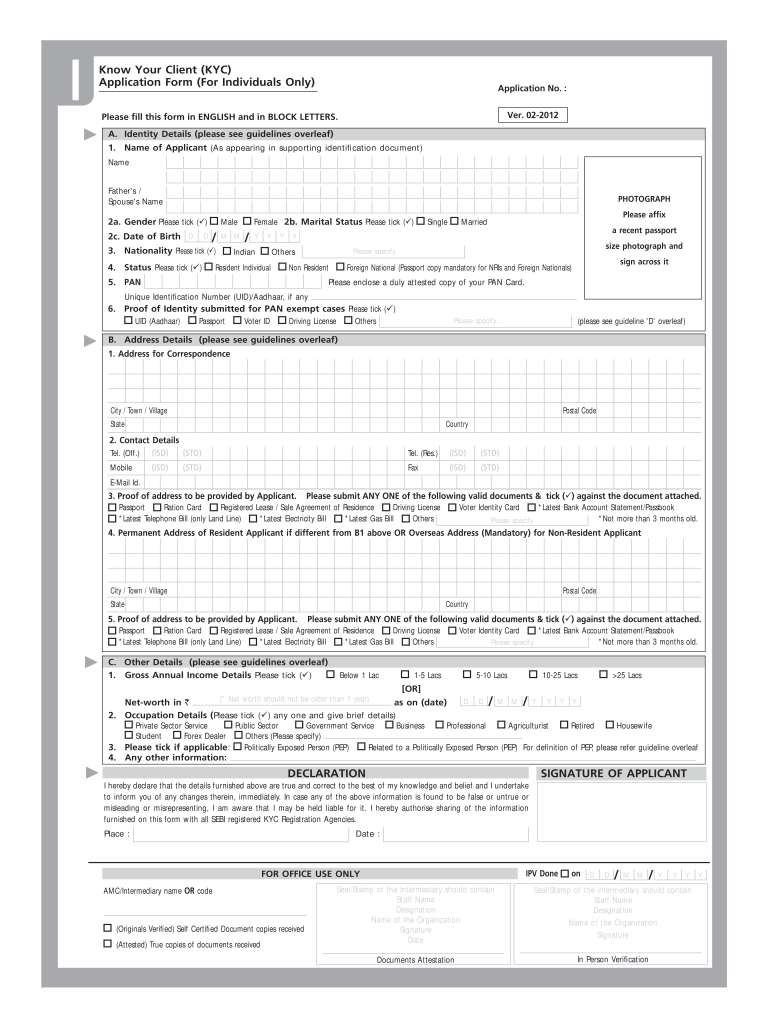 Know Your Client (KYC)
Application Form (For Individuals Only)
Application No. :
Please fill this form in ENGLISH and in BLOCK LETTERS.
Ver. 02-2012
A. Identity Details (please see guidelines overleaf)
1. Name of Applicant (As appearing in supporting identification document)
Name
Father's /
Spouse's Name
PHOTOGRAPH
Please affix
a recent passport
size photograph and
sign across it
2a. Gender Please tick (✓) Male Female 2b. Marital Status Please tick (✓) Single Married
2c. Date of Birth D D / M M / Y Y Y Y
3. Nationality Please tick (✓) Indian Others Please specify
4. Status Please tick (✓) Resident Individual Non Resident Foreign National (Passport copy mandatory for NRIs and Foreign Nationals)
5. PAN Please enclose a duly attested copy of your PAN Card.
Unique Identification Number (UID)/Aadhaar, if any
6. Proof of Identity submitted for PAN exempt cases Please tick (✓)
UID (Aadhaar) Passport Voter ID Driving License Others Please specify (please see guideline 'D' overleaf)
B. Address Details (please see guidelines overleaf)
1. Address for Correspondence
City / Town / Village Postal Code
State Country
2. Contact Details
Tel. (Off.) (ISD) (STD) Tel. (Res.) (ISD) (STD)
Mobile (ISD) (STD) Fax (ISD) (STD)
E-Mail Id.
3. Proof of address to be provided by Applicant. Please submit ANY ONE of the following valid documents & tick (✓) against the document attached.
Passport Ration Card Registered Lease / Sale Agreement of Residence Driving License Voter Identity Card *Latest Bank Account Statement/Passbook
*Latest Telephone Bill (only Land Line) *Latest Electricity Bill *Latest Gas Bill Others Please specify *Not more than 3 months old.
4. Permanent Address of Resident Applicant if different from B1 above OR Overseas Address (Mandatory) for Non-Resident Applicant
City / Town / Village Postal Code
State Country
5. Proof of address to be provided by Applicant. Please submit ANY ONE of the following valid documents & tick (✓) against the document attached.
Passport Ration Card Registered Lease / Sale Agreement of Residence Driving License Voter Identity Card *Latest Bank Account Statement/Passbook
*Latest Telephone Bill (only Land Line) *Latest Electricity Bill *Latest Gas Bill Others Please specify *Not more than 3 months old.
C. Other Details (please see guidelines overleaf)
1. Gross Annual Income Details Please tick (✓) Below 1 Lac 1-5 Lacs 5-10 Lacs 10-25 Lacs >25 Lacs
[OR]
Net-worth in ₹ (* Net worth should not be older than 1 year) as on (date) D D / M M / Y Y Y Y
2. Occupation Details (Please tick (✓) any one and give brief details)
Private Sector Service Public Sector Government Service Business Professional Agriculturist Retired Housewife
Student Forex Dealer Others (Please specify)
3. Please tick if applicable: Politically Exposed Person (PEP) Related to a Politically Exposed Person (PEP) For definition of PEP, please refer guideline overleaf
4. Any other information:
DECLARATION
SIGNATURE OF APPLICANT
I hereby declare that the details furnished above are true and correct to the best of my knowledge and belief and I undertake
to inform you of any changes therein, immediately. In case any of the above information is found to be false or untrue or
misleading or misrepresenting, I am aware that I may be held liable for it. I hereby authorise sharing of the information
furnished on this form with all SEBI registered KYC Registration Agencies.
Place : Date :
FOR OFFICE USE ONLY
IPV Done on D D / M M / Y Y Y Y
AMC/Intermediary name OR code
(Originals Verified) Self Certified Document copies received
(Attested) True copies of documents received
Seal/Stamp of the intermediary should contain
Staff Name
Designation
Name of the Organization
Signature
Date
Documents Attestation
Seal/Stamp of the intermediary should contain
Staff Name
Designation
Name of the Organization
Signature
In Person Verification